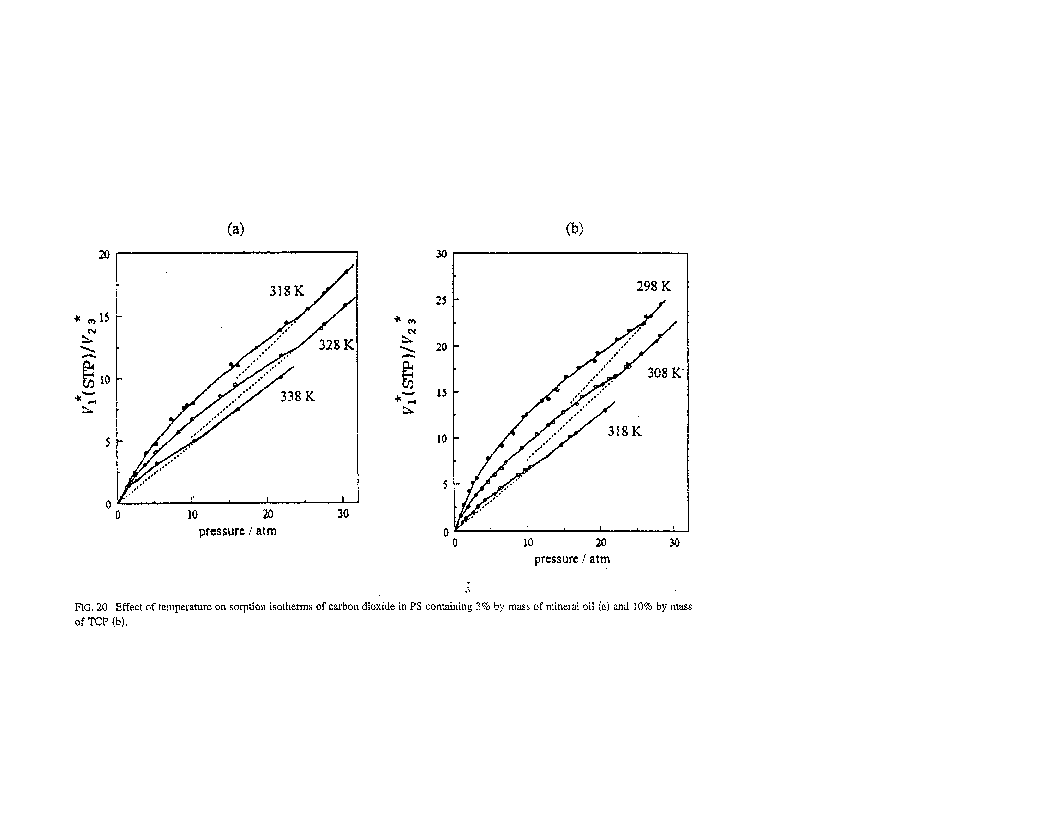 (a)
(b)
20
15
10
5
0
0 10 20 30
V₁*(STP)/V₂₃*
318 K
328 K
338 K
pressure / atm
30
25
20
15
10
5
0
0 10 20 30
V₁*(STP)/V₂₃*
298 K
308 K
318 K
pressure / atm
FIG. 20 Effect of temperature on sorption isotherms of carbon dioxide in PS containing 3% by mass of mineral oil (a) and 10% by mass
of TCP (b).